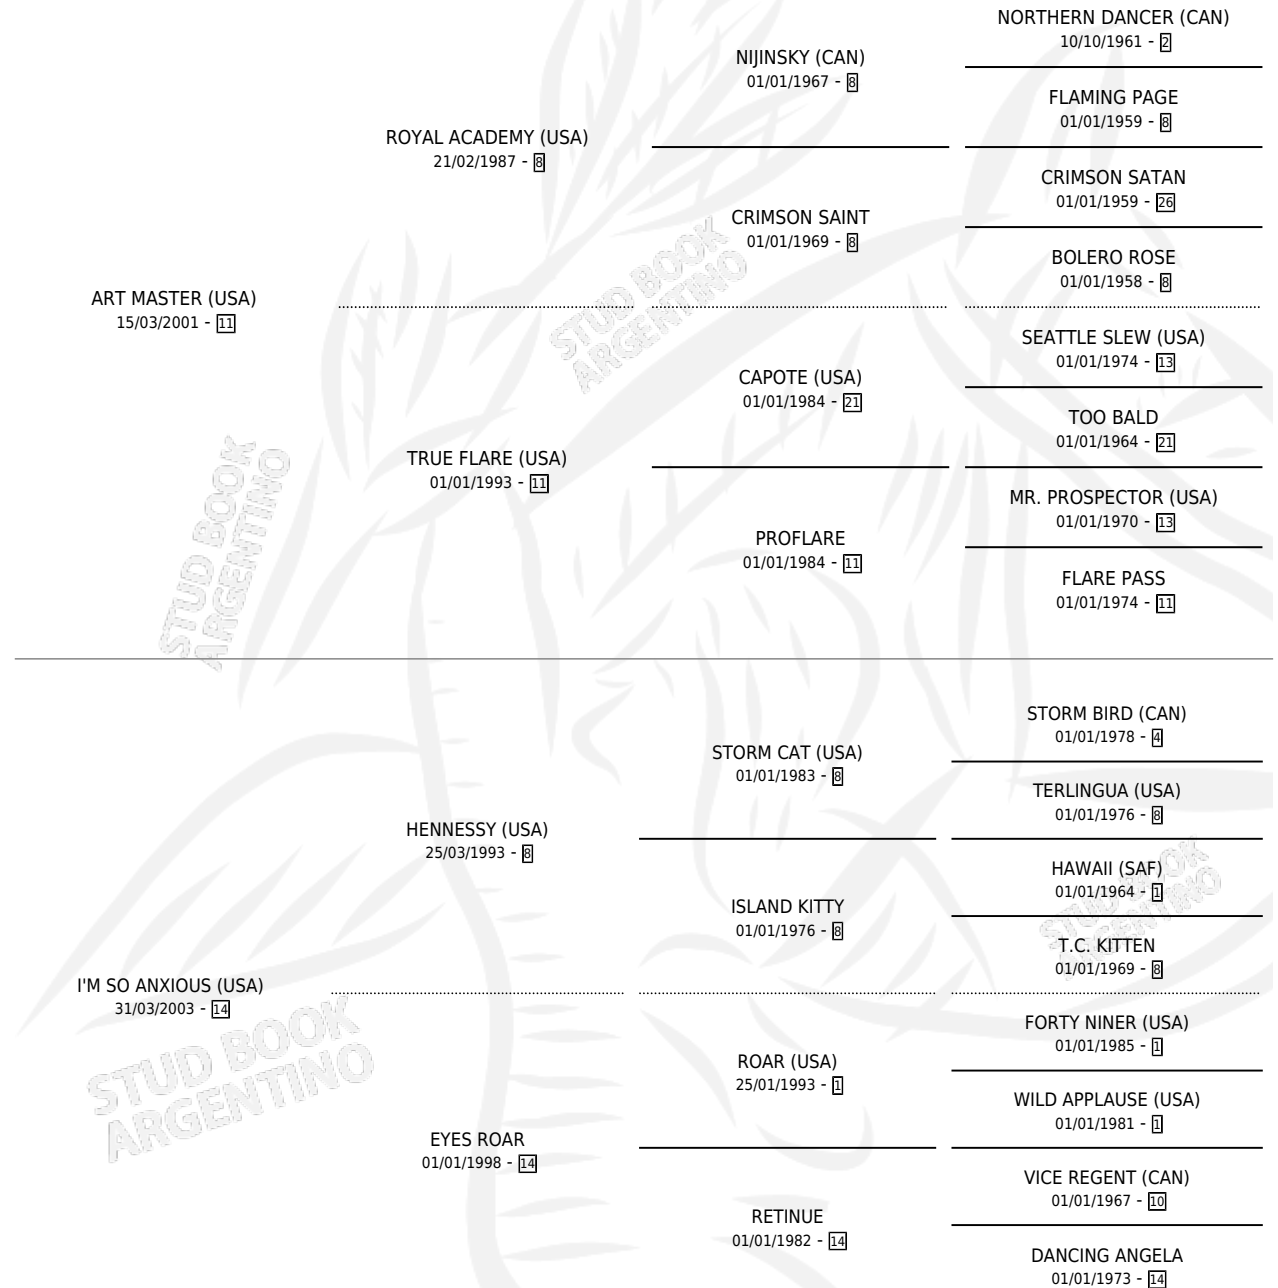 NORTHERN DANCER (CAN)
10/10/1961 - 2
NIJINSKY (CAN)
01/01/1967 - 8
FLAMING PAGE
01/01/1959 - 8
ROYAL ACADEMY (USA)
21/02/1987 - 8
CRIMSON SATAN
01/01/1959 - 26
CRIMSON SAINT
01/01/1969 - 8
BOLERO ROSE
01/01/1958 - 8
ART MASTER (USA)
15/03/2001 - 11
SEATTLE SLEW (USA)
01/01/1974 - 13
CAPOTE (USA)
01/01/1984 - 21
TOO BALD
01/01/1964 - 21
TRUE FLARE (USA)
01/01/1993 - 11
MR. PROSPECTOR (USA)
01/01/1970 - 13
PROFLARE
01/01/1984 - 11
FLARE PASS
01/01/1974 - 11
STUD BOOK
ARGENTINO
STUD BOOK
ARGENTINO
STORM BIRD (CAN)
01/01/1978 - 4
STORM CAT (USA)
01/01/1983 - 8
TERLINGUA (USA)
01/01/1976 - 8
HENNESSY (USA)
25/03/1993 - 8
HAWAII (SAF)
01/01/1964 - 1
ISLAND KITTY
01/01/1976 - 8
T.C. KITTEN
01/01/1969 - 8
STUD BOOK
ARGENTINO
I'M SO ANXIOUS (USA)
31/03/2003 - 14
FORTY NINER (USA)
01/01/1985 - 1
ROAR (USA)
25/01/1993 - 1
WILD APPLAUSE (USA)
01/01/1981 - 1
EYES ROAR
01/01/1998 - 14
VICE REGENT (CAN)
01/01/1967 - 10
RETINUE
01/01/1982 - 14
DANCING ANGELA
01/01/1973 - 14
STUD BOOK
ARGENTINO